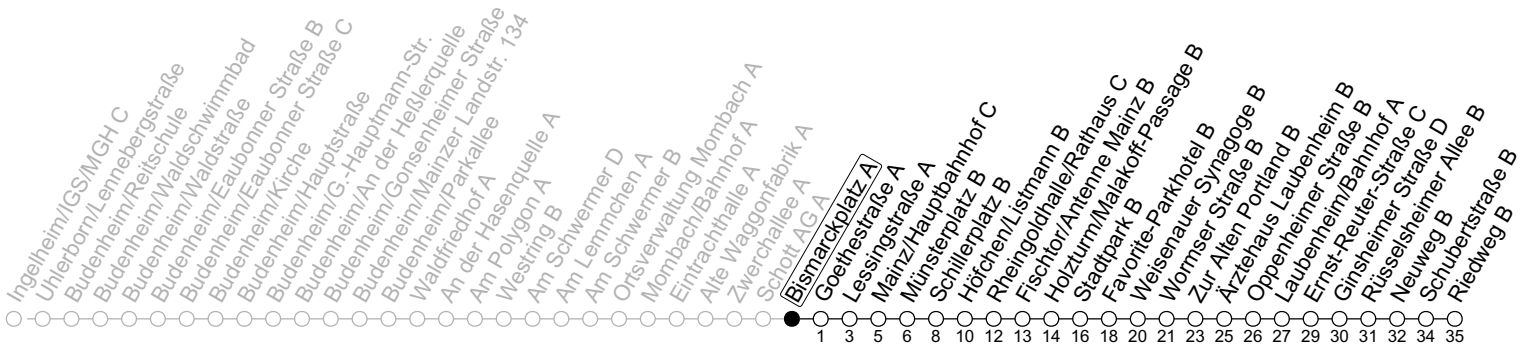 Ingelheim/IGS/MGH C
Uhlerborn/Lennebergstraße
Budenheim/Reitschule
Budenheim/Waldschwimmbad
Budenheim/Waldstraße
Budenheim/Eaubonner Straße B
Budenheim/Eaubonner Straße C
Budenheim/Kirche
Budenheim/Hauptstraße
Budenheim/G.-Hauptmann-Str.
Budenheim/An der Heßlerquelle
Budenheim/Gonsenheimer Straße
Budenheim/Mainzer Landstr. 134
Budenheim/Parkallee
Waldfriedhof A
An der Hasenquelle A
Am Polygon A
Westring B
Am Schwermer D
Am Lemmchen A
Am Schwermer B
Ortsverwaltung Mombach A
Mombach/Bahnhof A
Eintrachthalle A
Alte Waggonfabrik A
Zwerchallee A
Schott AG A
Bismarckplatz A
Goethestraße A
Lessingstraße A
Mainz/Hauptbahnhof C
Münsterplatz B
Schillerplatz B
Höfchen/Listmann B
Rheingoldhalle/Rathaus C
Fischtor/Antenne Mainz B
Holzturm/Malakoff-Passage B
Stadtpark B
Favorite-Parkhotel B
Weisenauer Synagoge B
Wormser Straße B
Zur Alten Portland B
Ärztehaus Laubenheim B
Oppenheimer Straße B
Laubenheim/Bahnhof A
Ernst-Reuter-Straße C
Ginsheimer Straße D
Rüsselsheimer Allee B
Neuweg B
Schubertstraße B
Riedweg B
1 3 5 6 8 10 12 13 14 16 18 20 21 23 25 26 27 29 30 31 32 34 35